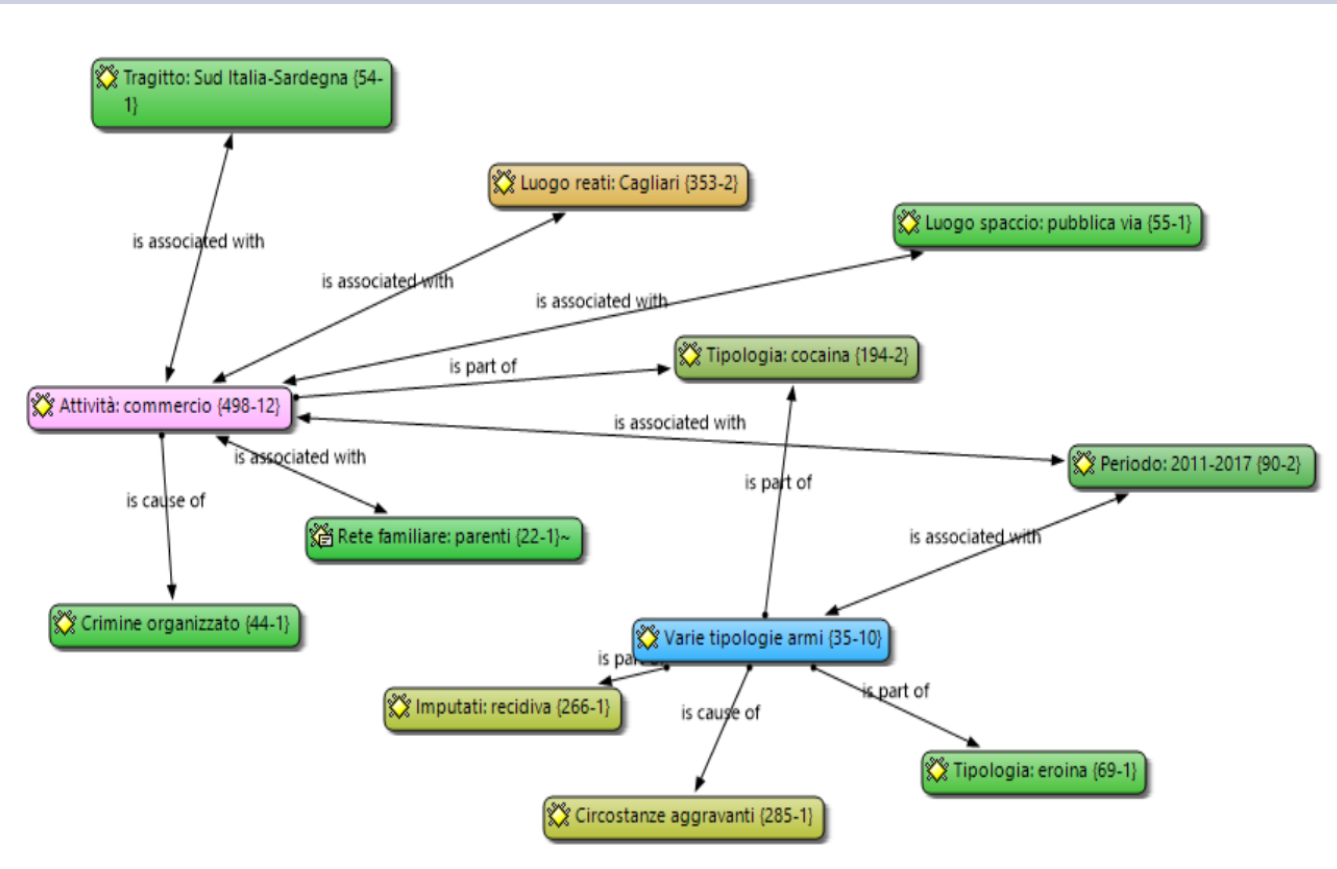 Tragitto: Sud Italia-Sardegna {54-
1}
Luogo reati: Cagliari {353-2}
Luogo spaccio: pubblica via {55-1}
is associated with
is associated with
is associated with
Tipologia: cocaina {194-2}
is part of
Attività: commercio {498-12}
is associated with
is associated with
Periodo: 2011-2017 {90-2}
is part of
is cause of
Rete familiare: parenti {22-1}~
is associated with
Crimine organizzato {44-1}
Varie tipologie armi {35-10}
is part of
is part of
Imputati: recidiva {266-1}
is cause of
Tipologia: eroina {69-1}
Circostanze aggravanti {285-1}